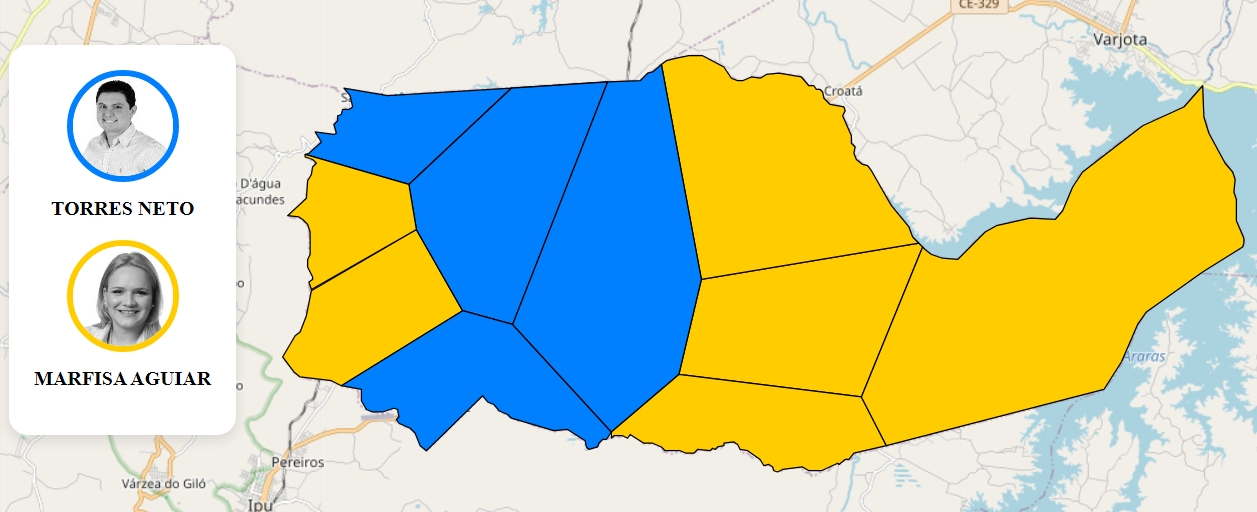 CE-329
Varjota
Croatá
D'água
acundes
TORRES NETO
MARFISA AGUIAR
Araras
Pereiros
Várzea do Giló
Ipu